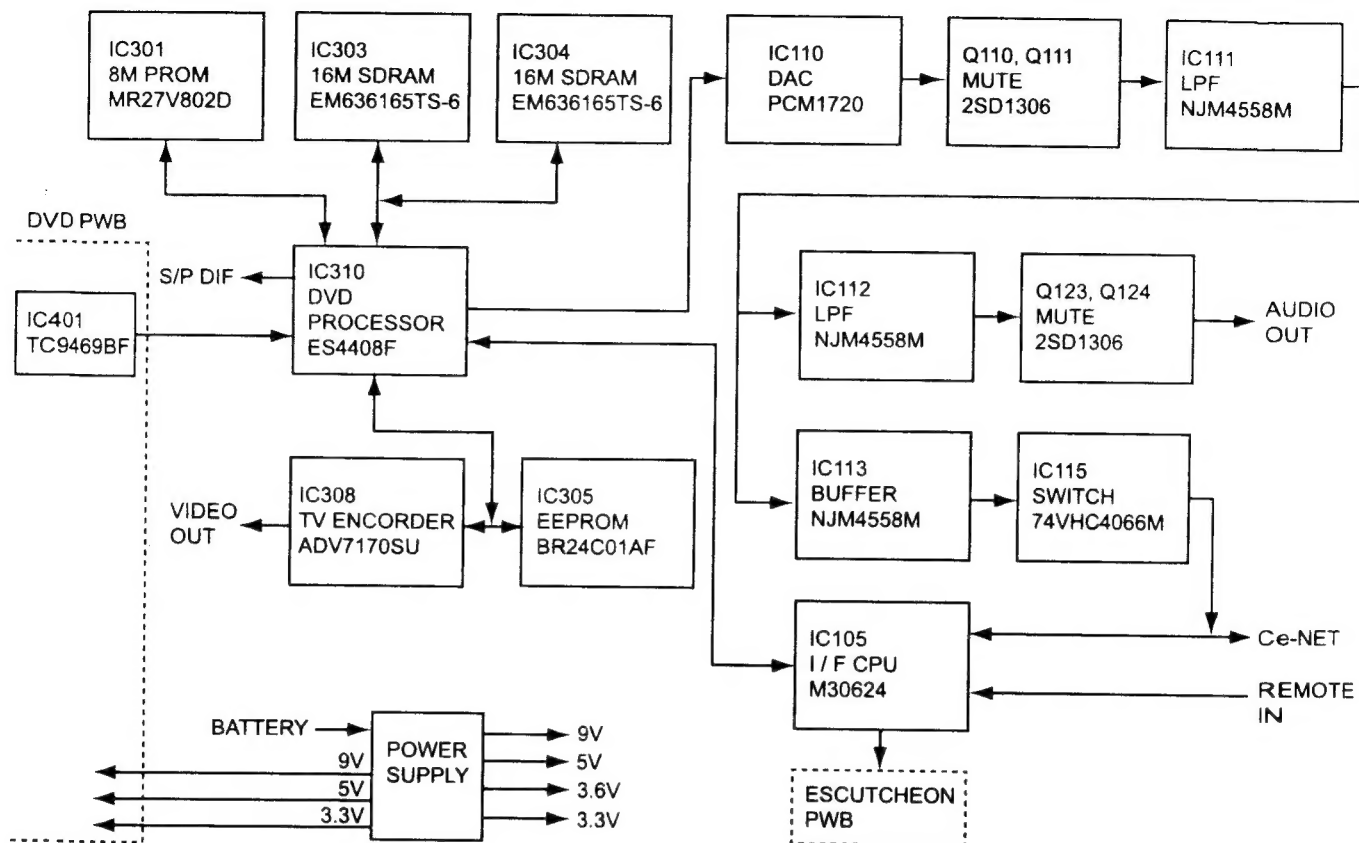 IC301
8M PROM
MR27V802D
IC303
16M SDRAM
EM636165TS-6
IC304
16M SDRAM
EM636165TS-6
IC110
DAC
PCM1720
Q110, Q111
MUTE
2SD1306
IC111
LPF
NJM4558M
DVD PWB
IC401
TC9469BF
S/P DIF
IC310
DVD
PROCESSOR
ES4408F
IC112
LPF
NJM4558M
Q123, Q124
MUTE
2SD1306
AUDIO
OUT
VIDEO
OUT
IC308
TV ENCORDER
ADV7170SU
IC305
EEPROM
BR24C01AF
IC113
BUFFER
NJM4558M
IC115
SWITCH
74VHC4066M
IC105
I / F CPU
M30624
Ce-NET
REMOTE
IN
BATTERY
POWER
SUPPLY
9V
5V
3.3V
9V
5V
3.6V
3.3V
ESCUTCHEON
PWB